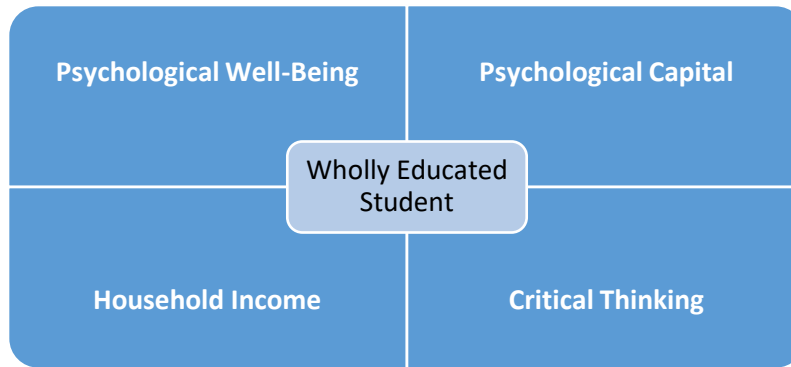 Psychological Well-Being
Psychological Capital
Wholly Educated
Student
Household Income
Critical Thinking